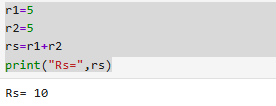 r1=5
r2=5
rs=r1+r2
print("Rs=",rs)
Rs= 10